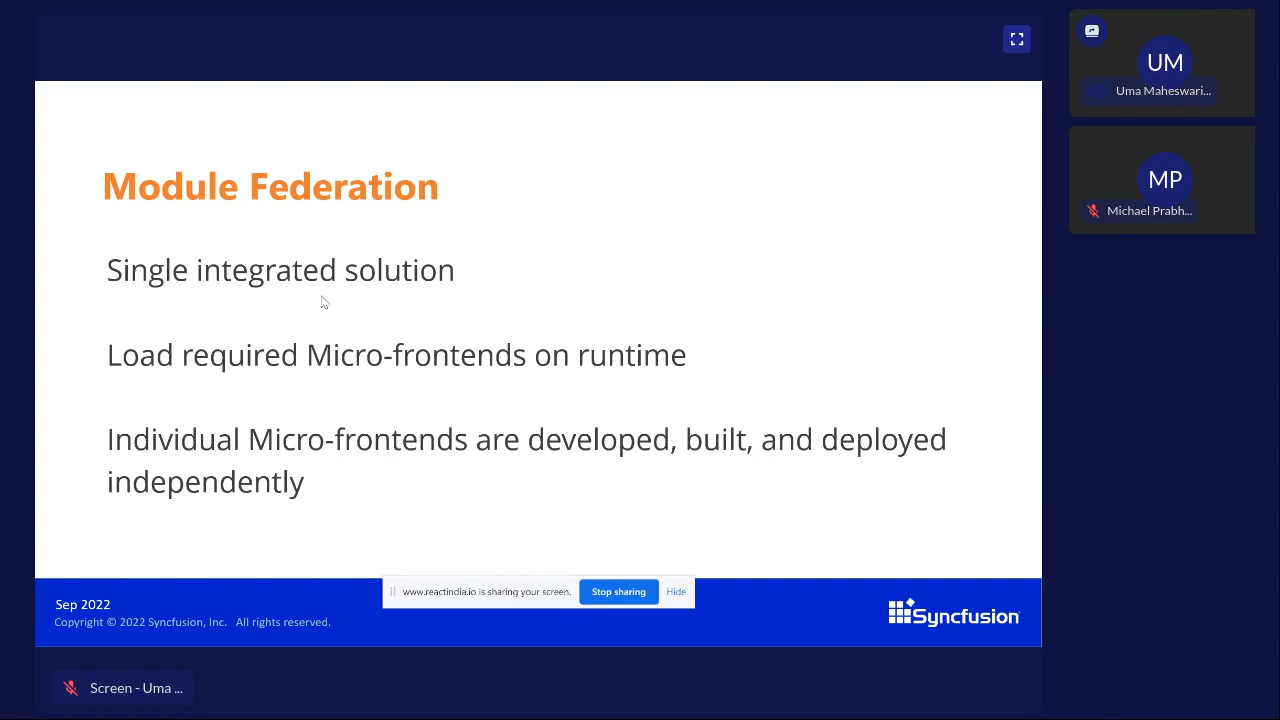 UM
Uma Maheswari...
MP
Michael Prabh...
Module Federation
Single integrated solution
Load required Micro-frontends on runtime
Individual Micro-frontends are developed, built, and deployed
independently
www.reactindia.io is sharing your screen.
Stop sharing
Hide
Sep 2022
Copyright © 2022 Syncfusion, Inc. All rights reserved.
Syncfusion
Screen - Uma ...